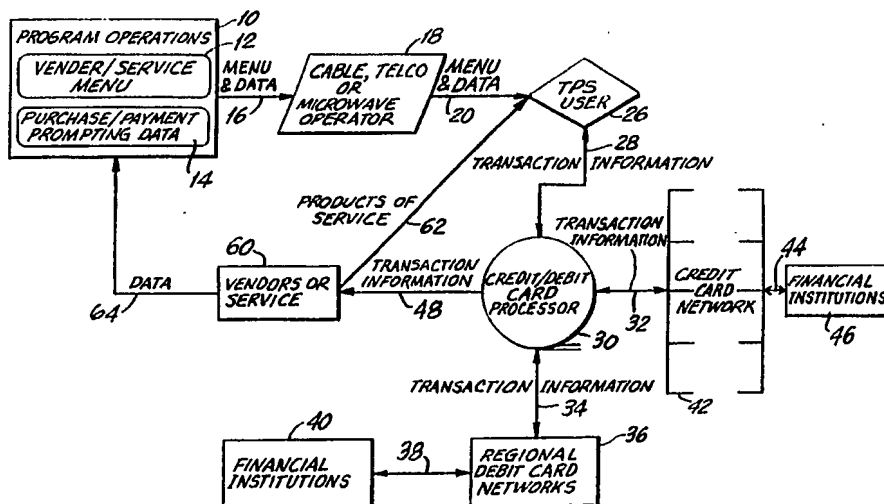 10
PROGRAM OPERATIONS
12
VENDER/SERVICE
MENU
PURCHASE/PAYMENT
PROMPTING DATA
14
MENU
& DATA
16
18
CABLE, TELCO
OR
MICROWAVE
OPERATOR
MENU
& DATA
20
TPS
USER
26
28
TRANSACTION INFORMATION
PRODUCTS OF
SERVICE
62
60
VENDORS OR
SERVICE
DATA
64
TRANSACTION
INFORMATION
48
CREDIT/DEBIT
CARD
PROCESSOR
30
TRANSACTION
INFORMATION
32
CREDIT
CARD
NETWORK
42
44
FINANCIAL
INSTITUTIONS
46
TRANSACTION INFORMATION
34
40
FINANCIAL
INSTITUTIONS
38
36
REGIONAL
DEBIT CARD
NETWORKS